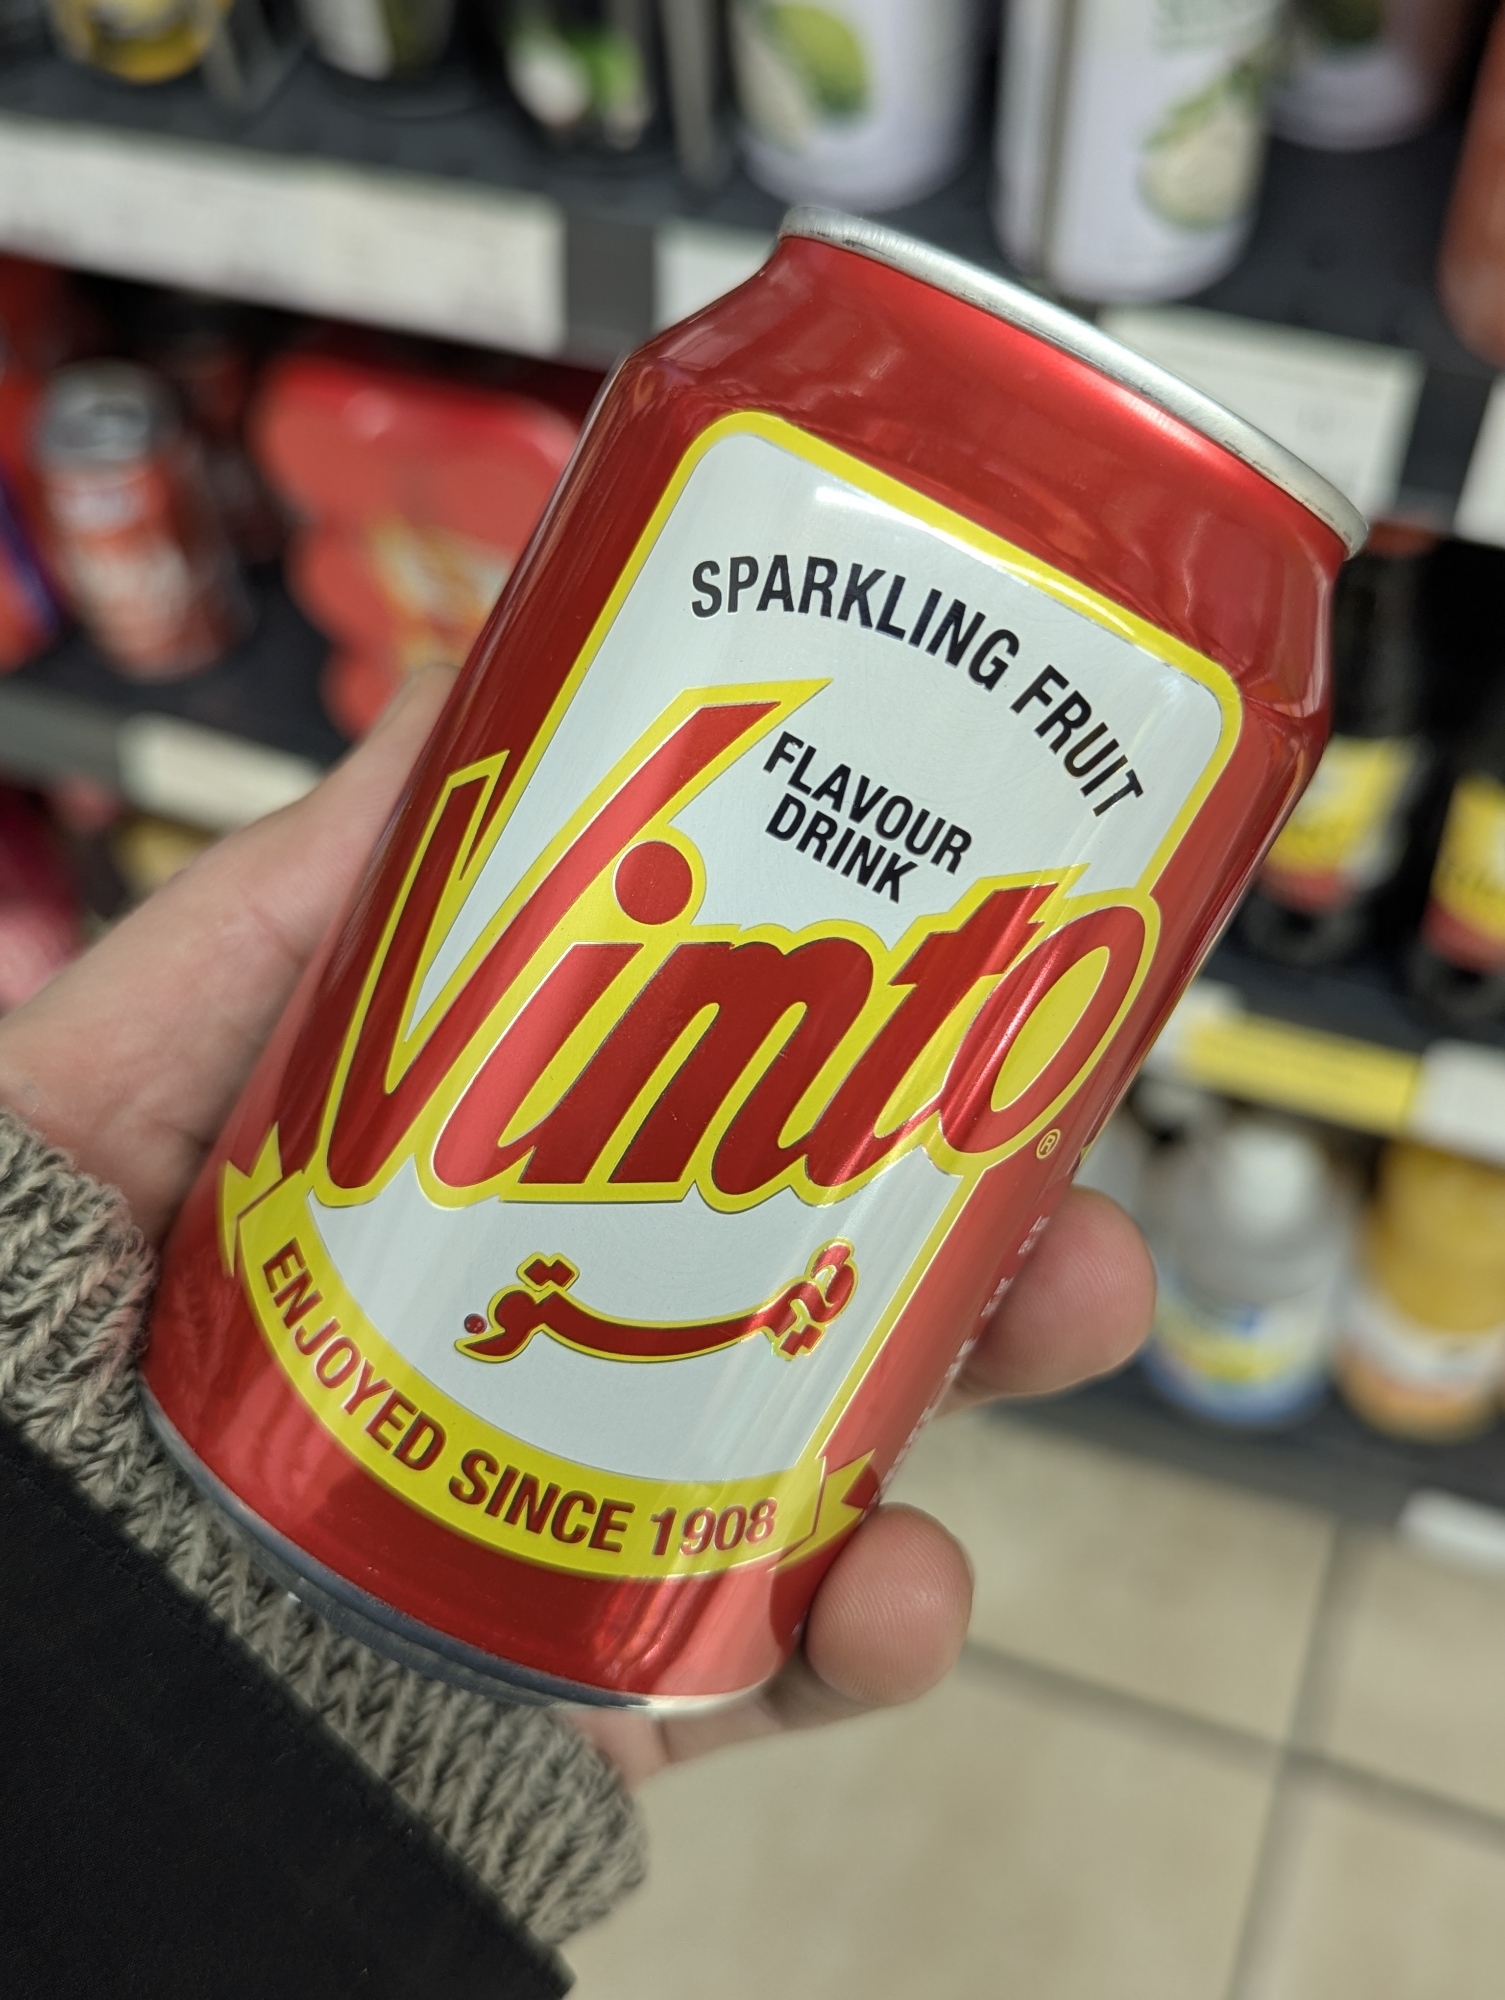 SPARKLING FRUIT
FLAVOUR
DRINK
Vimto®
ڤيمتو
ENJOYED SINCE 1908